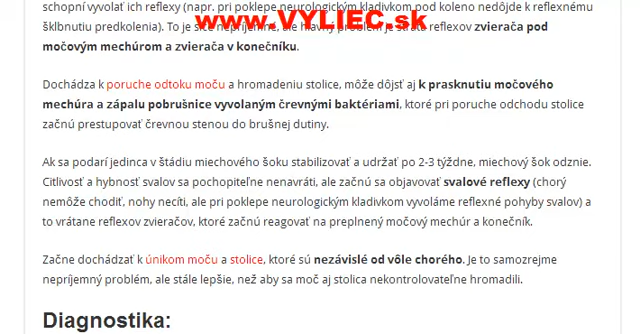 schopní vyvolať ich reflexy (napr. pri poklepe neurologickým kladivkom pod koleno nedôjde k reflexnému
www.VYLIEC.sk
šklbnutiu predkolenia). To je síce nepríjemné, ale hlavný problém je strata reflexov zvierača pod
močovým mechúrom a zvierača v konečníku.
Dochádza k poruche odtoku moču a hromadeniu stolice, môže dôjsť aj k prasknutiu močového
mechúra a zápalu pobrušnice vyvolaným črevnými baktériami, ktoré pri poruche odchodu stolice
začnú prestupovať črevnou stenou do brušnej dutiny.
Ak sa podarí jedinca v štádiu miechového šoku stabilizovať a udržať po 2-3 týždne, miechový šok odznie.
Citlivosť a hybnosť svalov sa pochopiteľne nenavráti, ale začnú sa objavovať svalové reflexy (chorý
nemôže chodiť, nohy necíti, ale pri poklepe neurologickým kladivkom vyvoláme reflexné pohyby svalov) a
to vrátane reflexov zvieračov, ktoré začnú reagovať na preplnený močový mechúr a konečník.
Začne dochádzať k únikom moču a stolice, ktoré sú nezávislé od vôle chorého. Je to samozrejme
nepríjemný problém, ale stále lepšie, než aby sa moč aj stolica nekontrolovateľne hromadili.
Diagnostika: